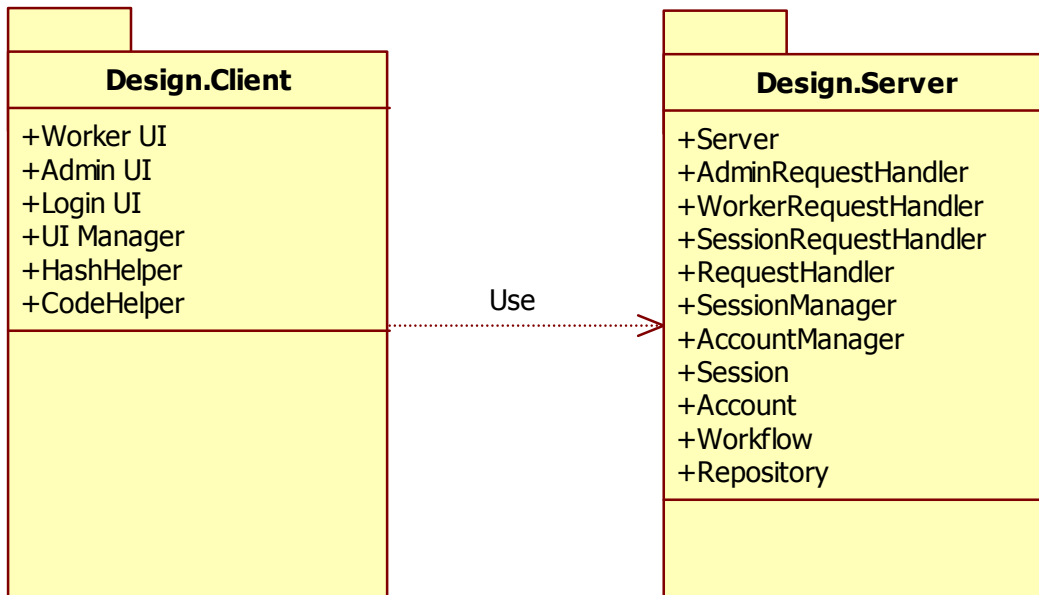 Design.Client
+Worker UI
+Admin UI
+Login UI
+UI Manager
+HashHelper
+CodeHelper
Use
Design.Server
+Server
+AdminRequestHandler
+WorkerRequestHandler
+SessionRequestHandler
+RequestHandler
+SessionManager
+AccountManager
+Session
+Account
+Workflow
+Repository